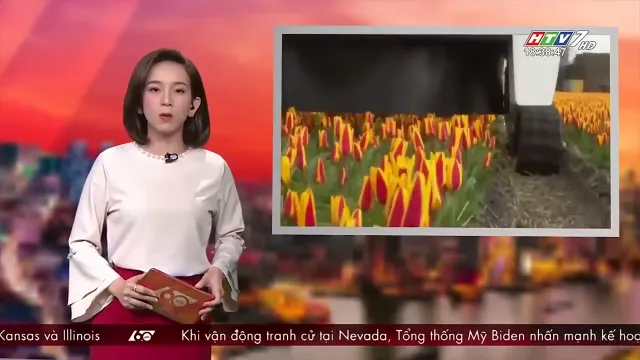 HTV7 HD
18:38:47
Kansas và Illinois 60 Khi vận động tranh cử tại Nevada, Tổng thống Mỹ Biden nhấn mạnh kế hoạ